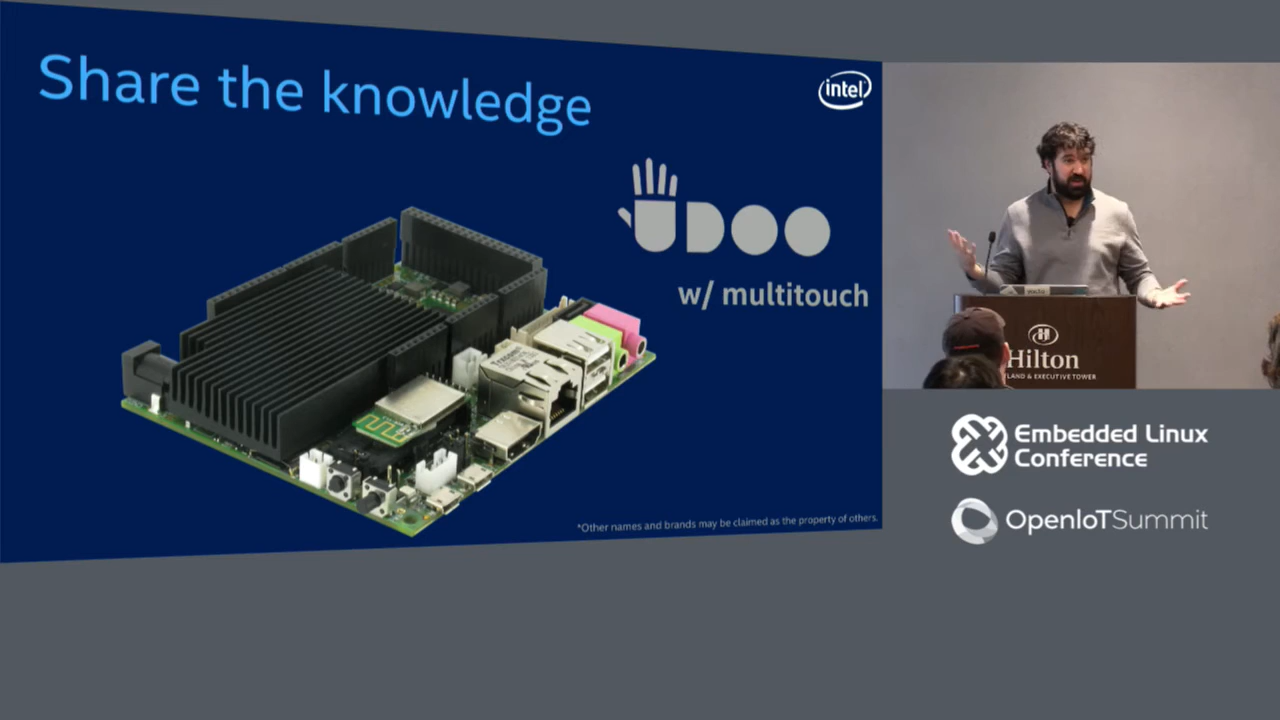 Share the knowledge
intel
UDOO
w/ multitouch
*Other names and brands may be claimed as the property of others.
Hilton
LAND & EXECUTIVE TOWER
Embedded Linux
Conference
OpenIoTSummit